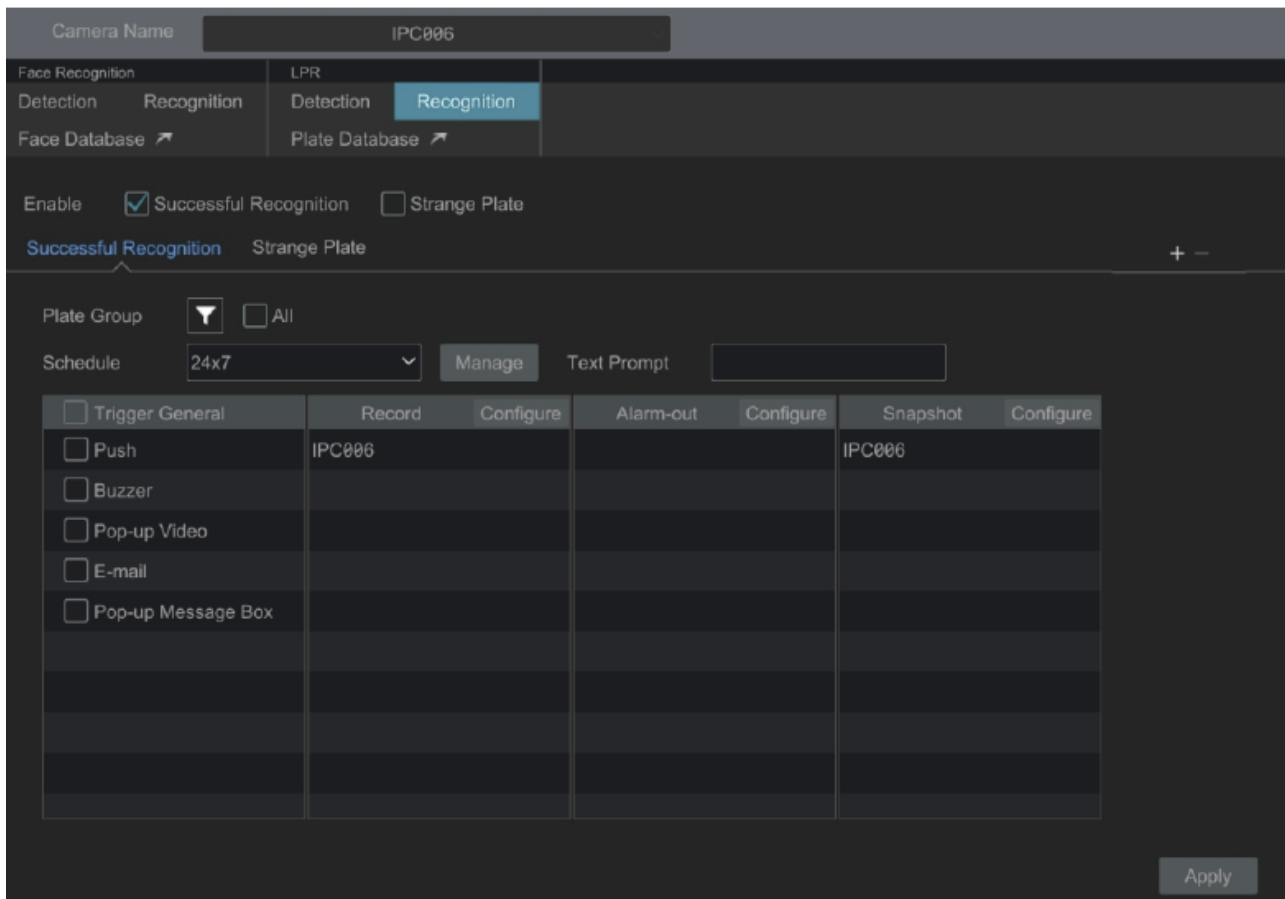 Camera Name IPC006
Face Recognition LPR
Detection Recognition Detection Recognition
Face Database Plate Database
Enable Successful Recognition Strange Plate
Successful Recognition Strange Plate + −
Plate Group All
Schedule 24x7 Manage Text Prompt
Trigger General Record Configure Alarm-out Configure Snapshot Configure
Push IPC006 IPC006
Buzzer
Pop-up Video
E-mail
Pop-up Message Box
Apply